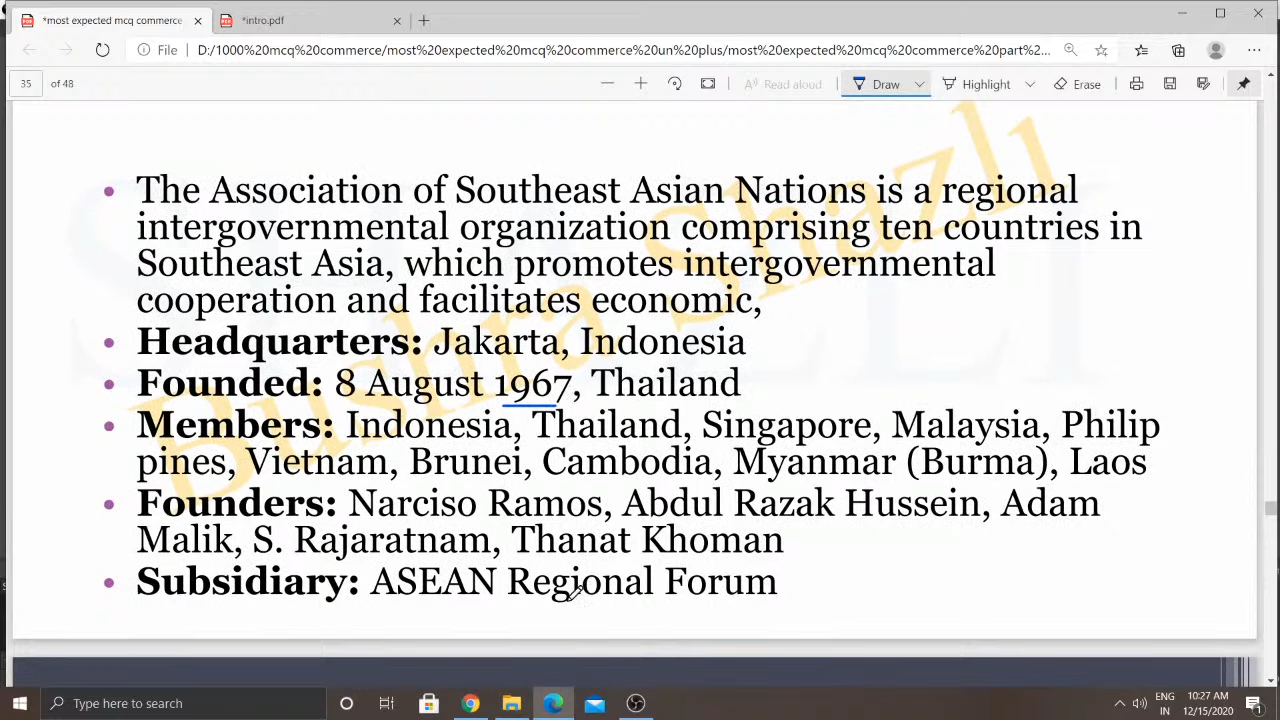 *most expected mcq commerce
*intro.pdf
File
D:/1000%20mcq%20commerce/most%20expected%20mcq%20commerce%20un%20plus/most%20expected%20mcq%20commerce%20part%2...
35 of 48
Read aloud
Draw
Highlight
Erase
• The Association of Southeast Asian Nations is a regional
intergovernmental organization comprising ten countries in
Southeast Asia, which promotes intergovernmental
cooperation and facilitates economic,
• Headquarters: Jakarta, Indonesia
• Founded: 8 August 1967, Thailand
• Members: Indonesia, Thailand, Singapore, Malaysia, Philip
pines, Vietnam, Brunei, Cambodia, Myanmar (Burma), Laos
• Founders: Narciso Ramos, Abdul Razak Hussein, Adam
Malik, S. Rajaratnam, Thanat Khoman
• Subsidiary: ASEAN Regional Forum
Bushra Shazli
Type here to search
ENG
IN
10:27 AM
12/15/2020